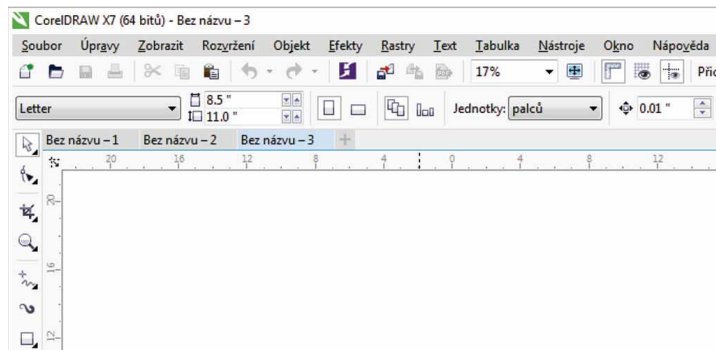 CorelDRAW X7 (64 bitů) - Bez názvu – 3
Soubor Úpravy Zobrazit Rozvržení Objekt Efekty Rastry Text Tabulka Nástroje Okno Nápověda
17%
Letter 8.5 " 11.0 " Jednotky: palců 0.01 "
Bez názvu – 1 Bez názvu – 2 Bez názvu – 3
20 16 12 8 4 0 4 8 12
20
16
12